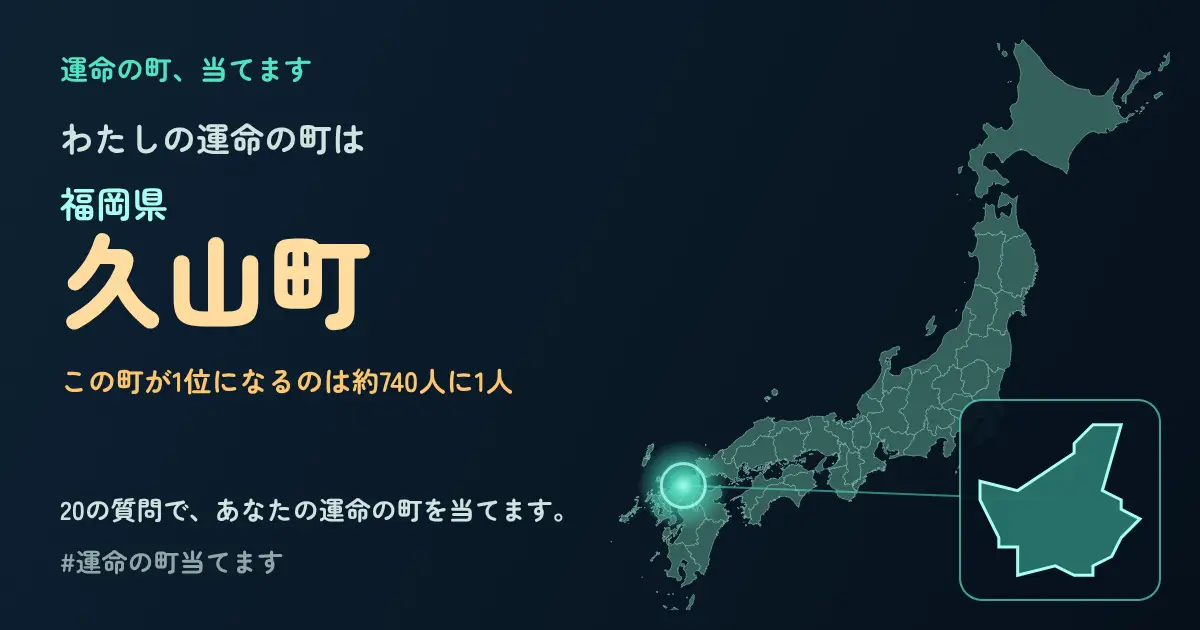 運命の町、当てます
わたしの運命の町は
福岡県
久山町
この町が1位になるのは約740人に1人
20の質問で、あなたの運命の町を当てます。
#運命の町当てます